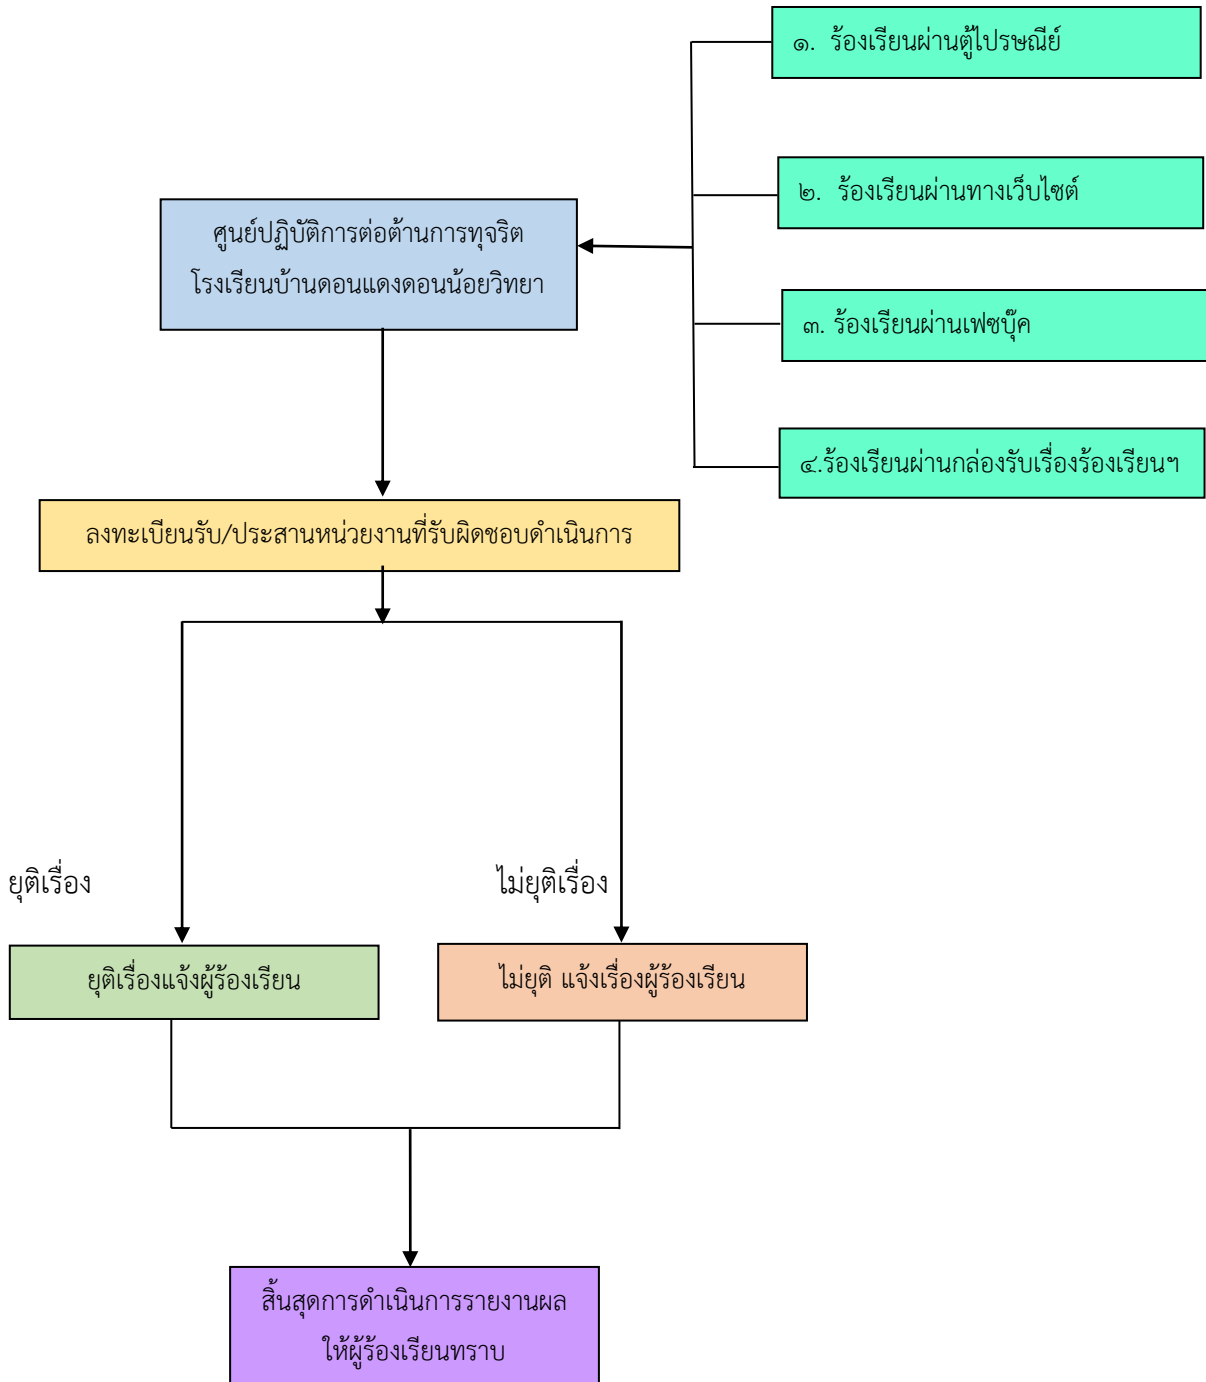 ๑. ร้องเรียนผ่านตู้ไปรษณีย์
๒. ร้องเรียนผ่านทางเว็บไซต์
ศูนย์ปฏิบัติการต่อต้านการทุจริต
โรงเรียนบ้านดอนแดงดอนน้อยวิทยา
๓. ร้องเรียนผ่านเฟซบุ๊ค
๔.ร้องเรียนผ่านกล่องรับเรื่องร้องเรียนฯ
ลงทะเบียนรับ/ประสานหน่วยงานที่รับผิดชอบดำเนินการ
ยุติเรื่อง
ไม่ยุติเรื่อง
ยุติเรื่องแจ้งผู้ร้องเรียน
ไม่ยุติ แจ้งเรื่องผู้ร้องเรียน
สิ้นสุดการดำเนินการรายงานผล
ให้ผู้ร้องเรียนทราบ